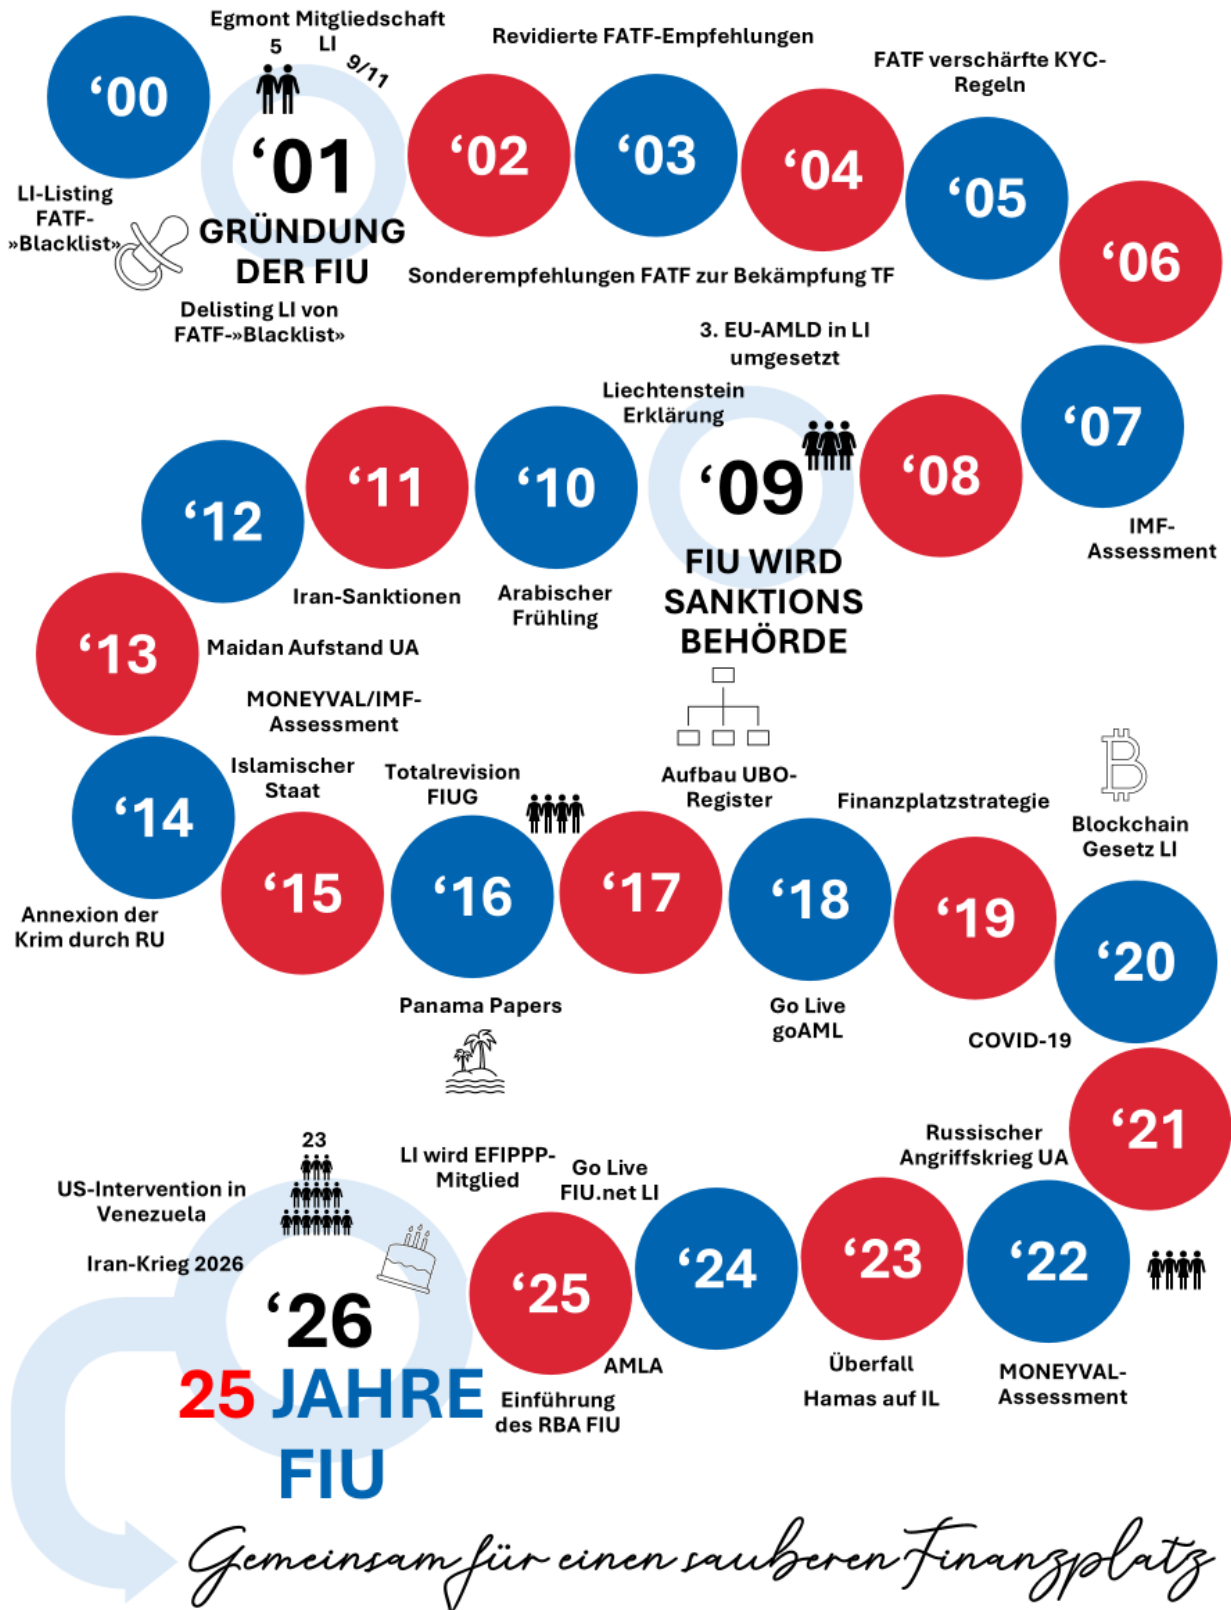 Egmont Mitgliedschaft
LI
5
9/11
‘00
LI-Listing
FATF-
»Blacklist»
‘01
GRÜNDUNG
DER FIU
Delisting LI von
FATF-»Blacklist»
Revidierte FATF-Empfehlungen
‘02
‘03
‘04
Sonderempfehlungen FATF zur Bekämpfung TF
FATF verschärfte KYC-
Regeln
‘05
‘06
‘07
IMF-
Assessment
‘08
3. EU-AMLD in LI
umgesetzt
Liechtenstein
Erklärung
‘09
FIU WIRD
SANKTIONS
BEHÖRDE
‘10
Arabischer
Frühling
‘11
Iran-Sanktionen
‘12
‘13
Maidan Aufstand UA
MONEYVAL/IMF-
Assessment
‘14
Annexion der
Krim durch RU
Islamischer
Staat
‘15
Totalrevision
FIUG
‘16
Panama Papers
‘17
Aufbau UBO-
Register
‘18
Go Live
goAML
Finanzplatzstrategie
‘19
Blockchain
Gesetz LI
‘20
COVID-19
‘21
Russischer
Angriffskrieg UA
‘22
MONEYVAL-
Assessment
‘23
Überfall
Hamas auf IL
‘24
Go Live
FIU.net LI
LI wird EFIPPP-
Mitglied
‘25
AMLA
Einführung
des RBA FIU
23
US-Intervention in
Venezuela
Iran-Krieg 2026
‘26
25 JAHRE
FIU
Gemeinsam für einen sauberen Finanzplatz